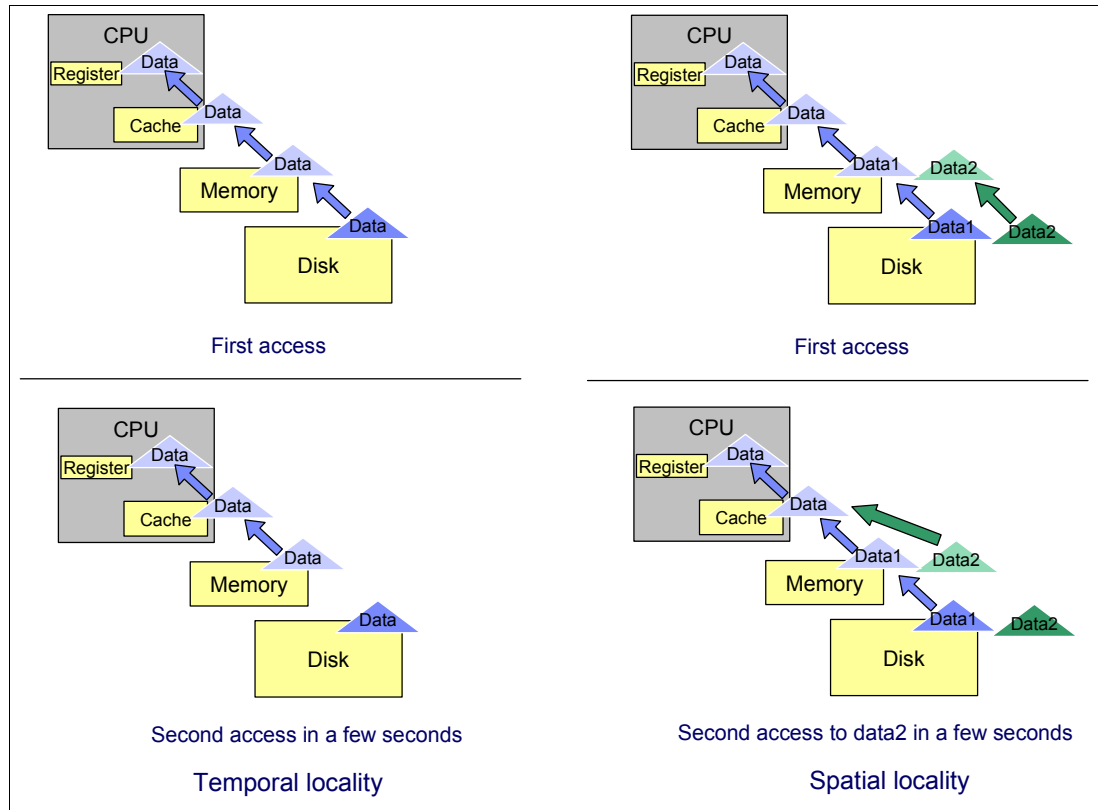 CPU
Data
Register
Data
Cache
Data
Memory
Data
Disk
First access
CPU
Data
Register
Data
Cache
Data1
Data2
Memory
Data1
Data2
Disk
First access
CPU
Data
Register
Data
Cache
Data
Memory
Data
Disk
Second access in a few seconds
Temporal locality
CPU
Data
Register
Data
Cache
Data1
Data2
Memory
Data1
Data2
Disk
Second access to data2 in a few seconds
Spatial locality